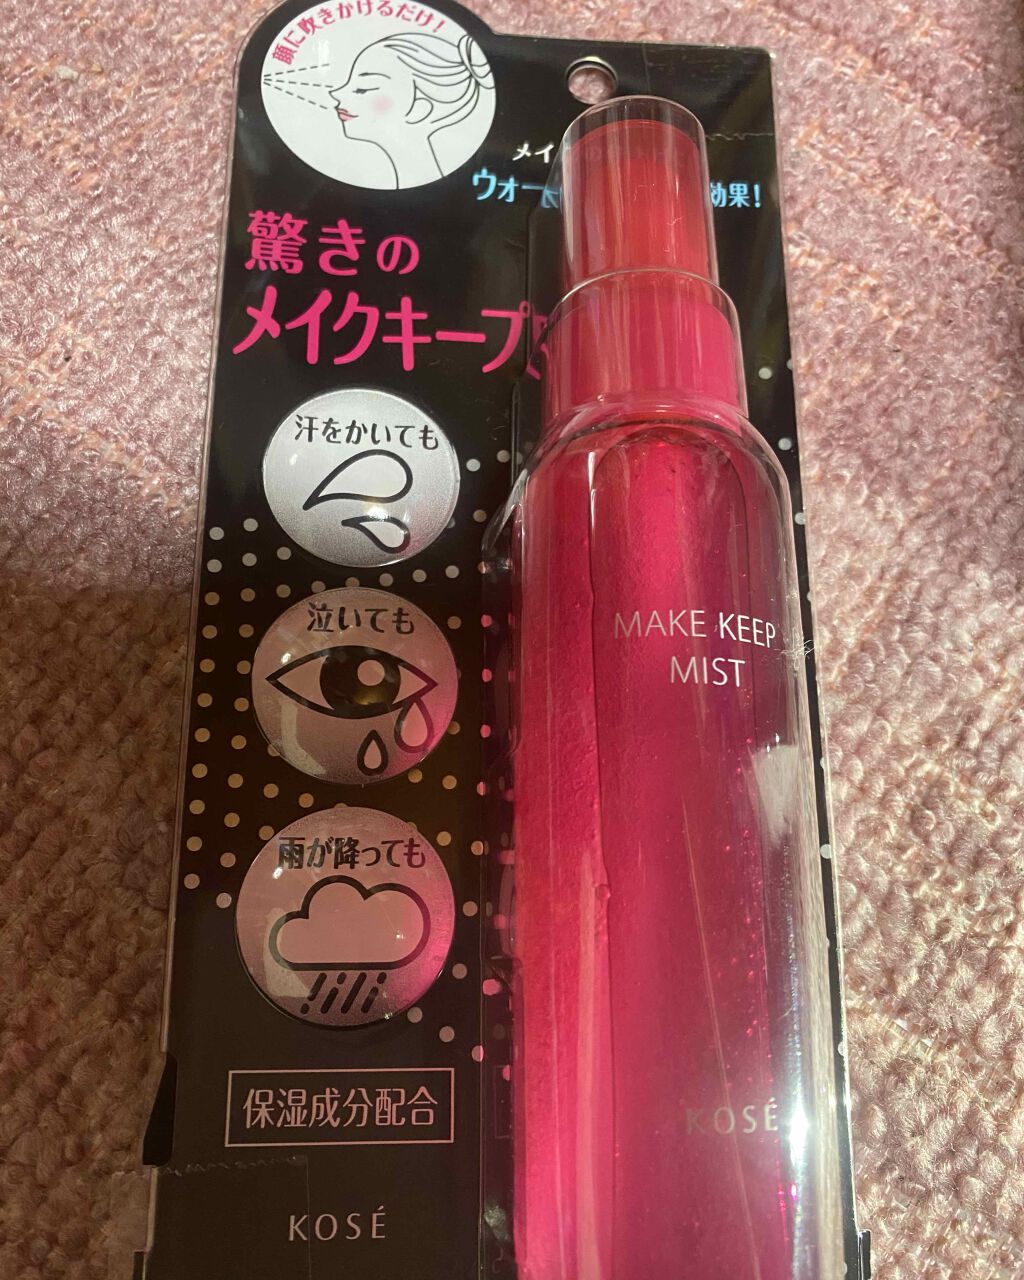 顔に吹きかけるだけ!
メイ
ウォー 効果!
驚きの
メイクキープ
汗をかいても
泣いても
雨が降っても
保湿成分配合
KOSÉ
MAKE KEEP
MIST
KOSÉ